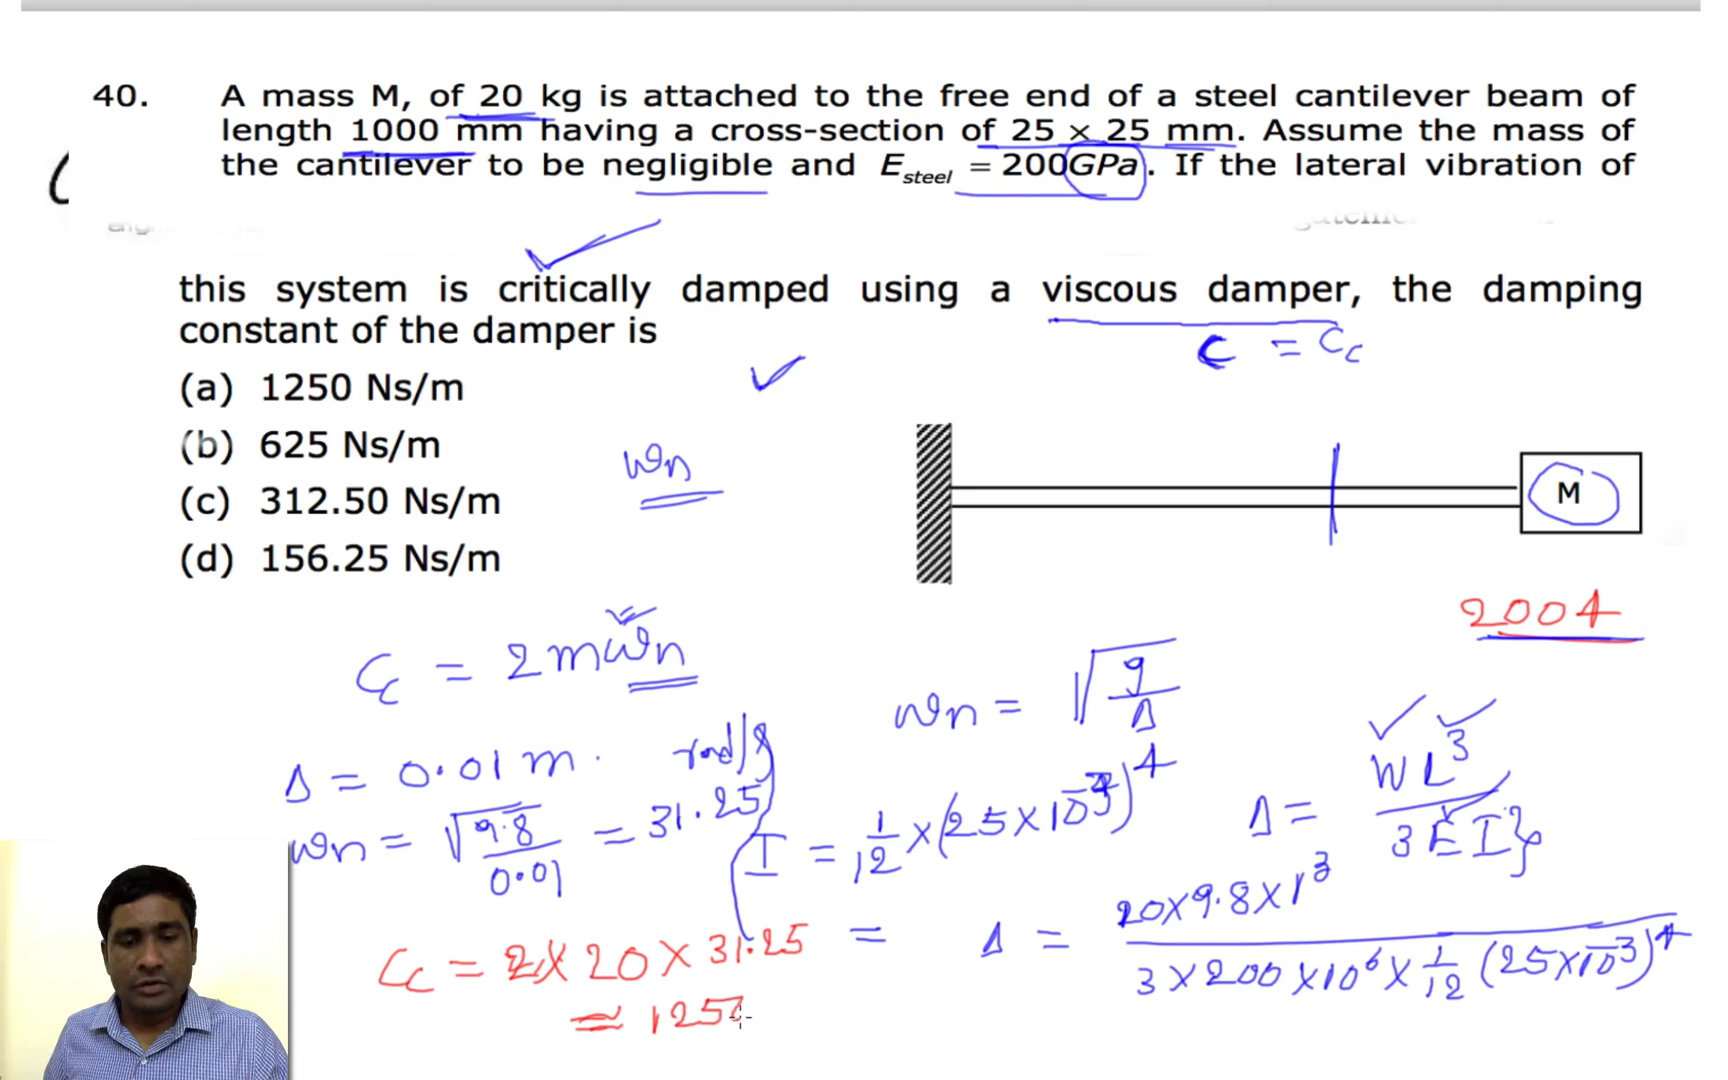 40. A mass M, of 20 kg is attached to the free end of a steel cantilever beam of
length 1000 mm having a cross-section of 25 × 25 mm. Assume the mass of
the cantilever to be negligible and E_steel = 200GPa. If the lateral vibration of
this system is critically damped using a viscous damper, the damping
constant of the damper is
C = Cc
(a) 1250 Ns/m
(b) 625 Ns/m
ωn
(c) 312.50 Ns/m
M
(d) 156.25 Ns/m
2004
Cc = 2mωn
ωn = √(g/Δ)
Δ = 0.01 m.
Δ = WL³/3EI
ωn = √(9.8/0.01) = 31.25 rad/s
I = 1/12 × (25×10⁻³)⁴
Δ = 20×9.8×1³/3×200×10⁶×1/12(25×10⁻³)⁴
Cc = 2×20×31.25 =